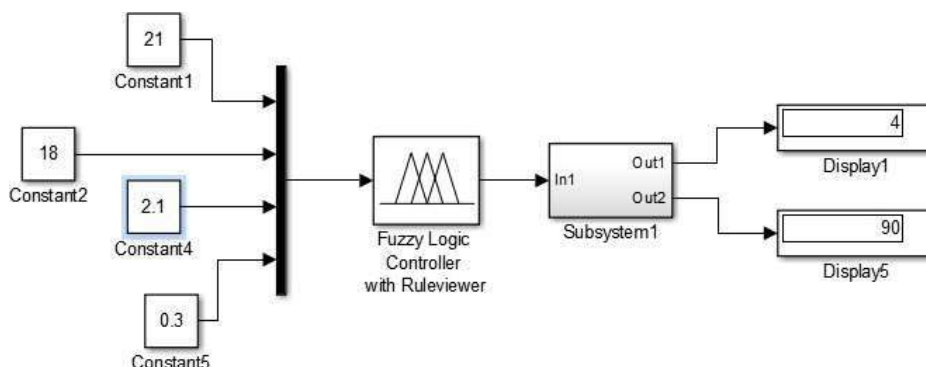 21
Constant1
18
Constant2
2.1
Constant4
0.3
Constant5
Fuzzy Logic
Controller
with Ruleviewer
In1
Out1
Out2
Subsystem1
4
Display1
90
Display5